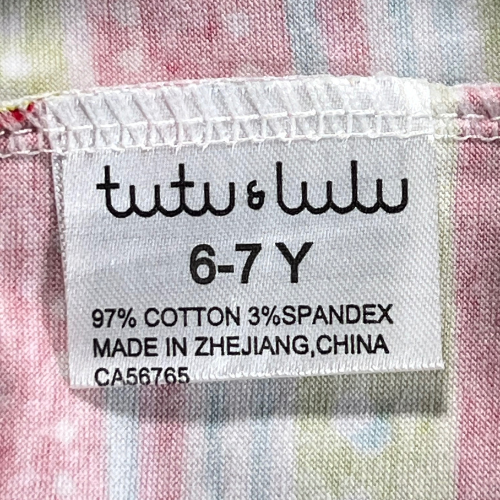 tutu & lulu
6-7 Y
97% COTTON 3%SPANDEX
MADE IN ZHEJIANG,CHINA
CA56765